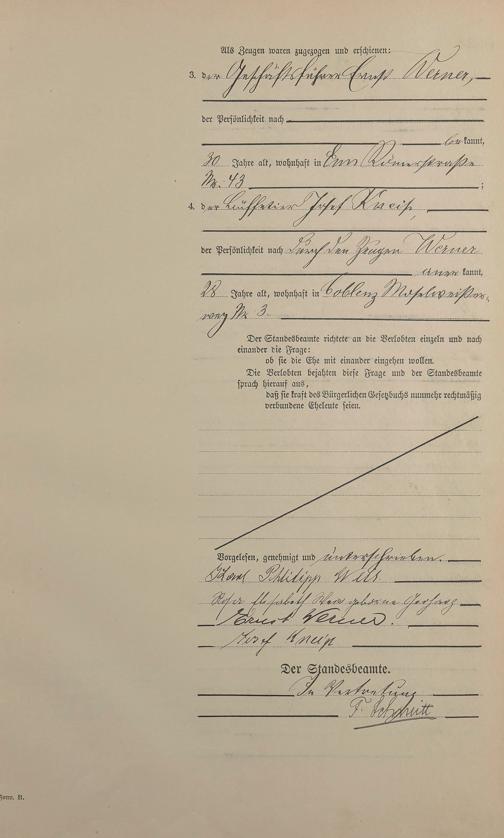 Als Zeugen waren zugezogen und erschienen:
3. der Geschäftsführer Ernst Werner,
der Persönlichkeit nach
bekannt,
30 Jahre alt, wohnhaft in Ems Römerstraße
Nr. 43 ;
4. der Büffetier Josef Kneip,
der Persönlichkeit nach durch den Zeugen Werner
anerkannt,
28 Jahre alt, wohnhaft in Coblenz Moselweißer-
weg Nr. 3.
Der Standesbeamte richtete an die Verlobten einzeln und nach
einander die Frage:
ob sie die Ehe mit einander eingehen wollen.
Die Verlobten bejahten diese Frage und der Standesbeamte
sprach hierauf aus,
daß sie kraft des Bürgerlichen Gesetzbuchs nunmehr rechtmäßig
verbundene Eheleute seien.
Vorgelesen, genehmigt und unterschrieben.
Karl Philipp
Rosa Elisabeth geborne
Ernst Werner.
Josef Kneip
Der Standesbeamte.
In Vertretung
Form. B.